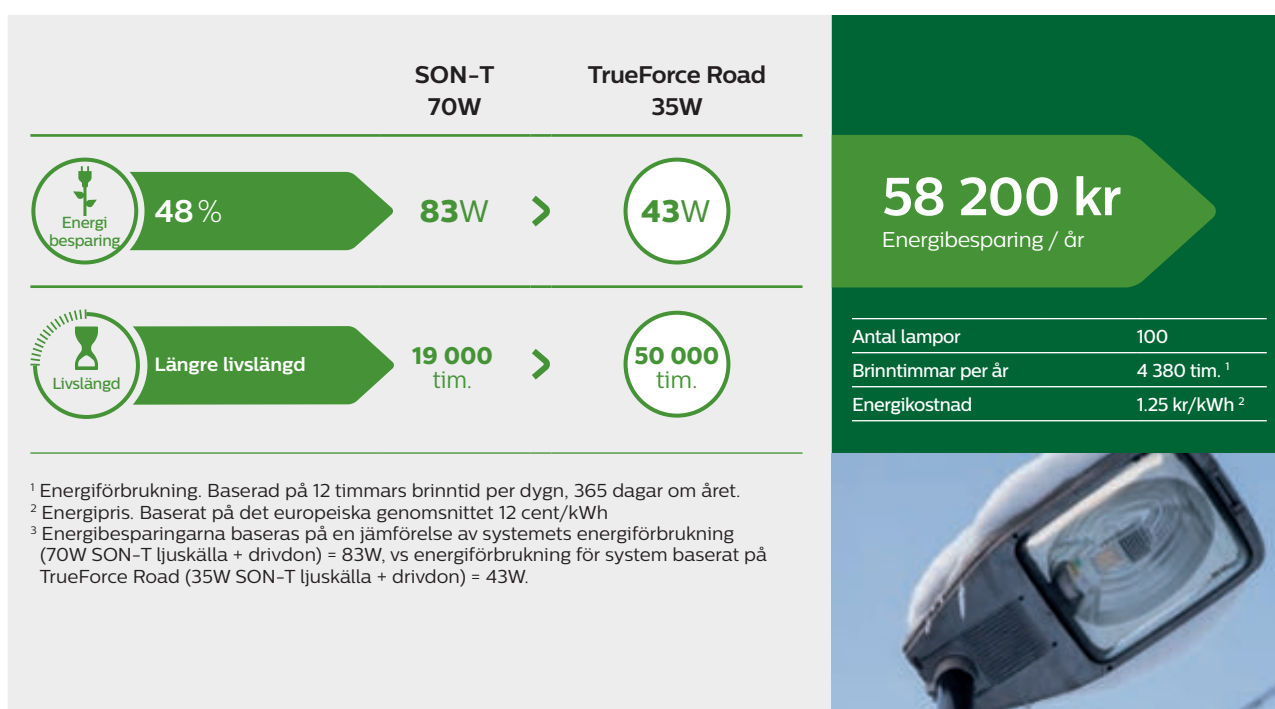 SON-T
70W
TrueForce Road
35W
Energi
besparing
48 %
83W
43W
Livslängd
Längre livslängd
19 000
tim.
50 000
tim.
58 200 kr
Energibesparing / år
Antal lampor 100
Brinntimmar per år 4 380 tim. ¹
Energikostnad 1.25 kr/kWh ²
¹ Energiförbrukning. Baserad på 12 timmars brinntid per dygn, 365 dagar om året.
² Energipris. Baserat på det europeiska genomsnittet 12 cent/kWh
³ Energibesparingarna baseras på en jämförelse av systemets energiförbrukning
(70W SON-T ljuskälla + drivdon) = 83W, vs energiförbrukning för system baserat på
TrueForce Road (35W SON-T ljuskälla + drivdon) = 43W.